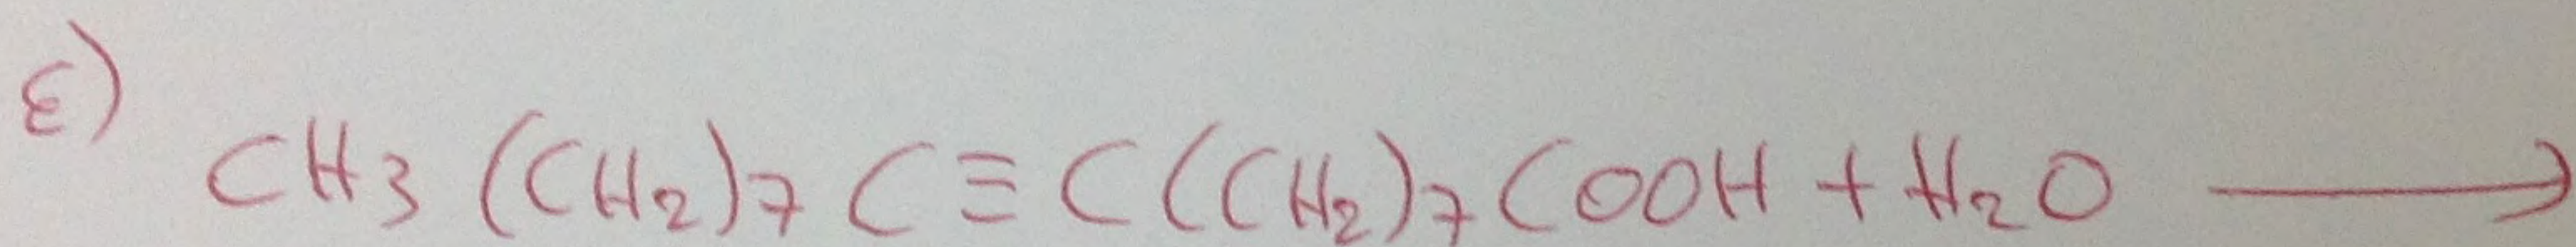 ε) CH3 (CH₂)₇ C≡C(CH₂)₇COOH + H₂O ⟶